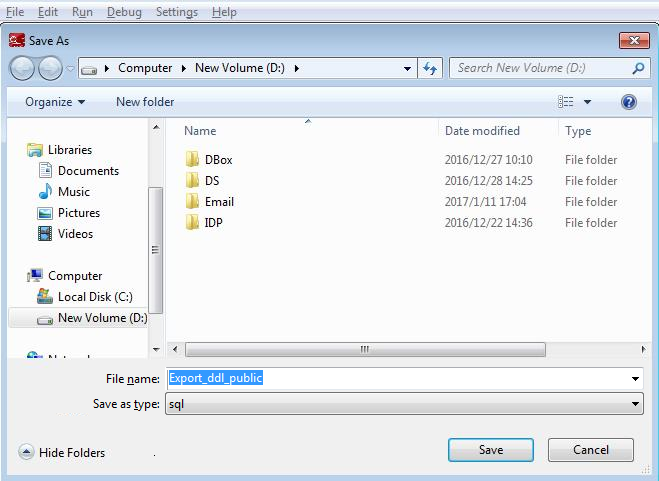 File Edit Run Debug Settings Help
Save As
Computer New Volume (D:)
Search New Volume (D:)
Organize New folder
Name Date modified Type
Libraries
Documents
Music
Pictures
Videos
Computer
Local Disk (C:)
New Volume (D:)
DBox 2016/12/27 10:10 File folder
DS 2016/12/28 14:25 File folder
Email 2017/1/11 17:04 File folder
IDP 2016/12/22 14:36 File folder
File name: Export_ddl_public
Save as type: sql
Hide Folders
Save Cancel